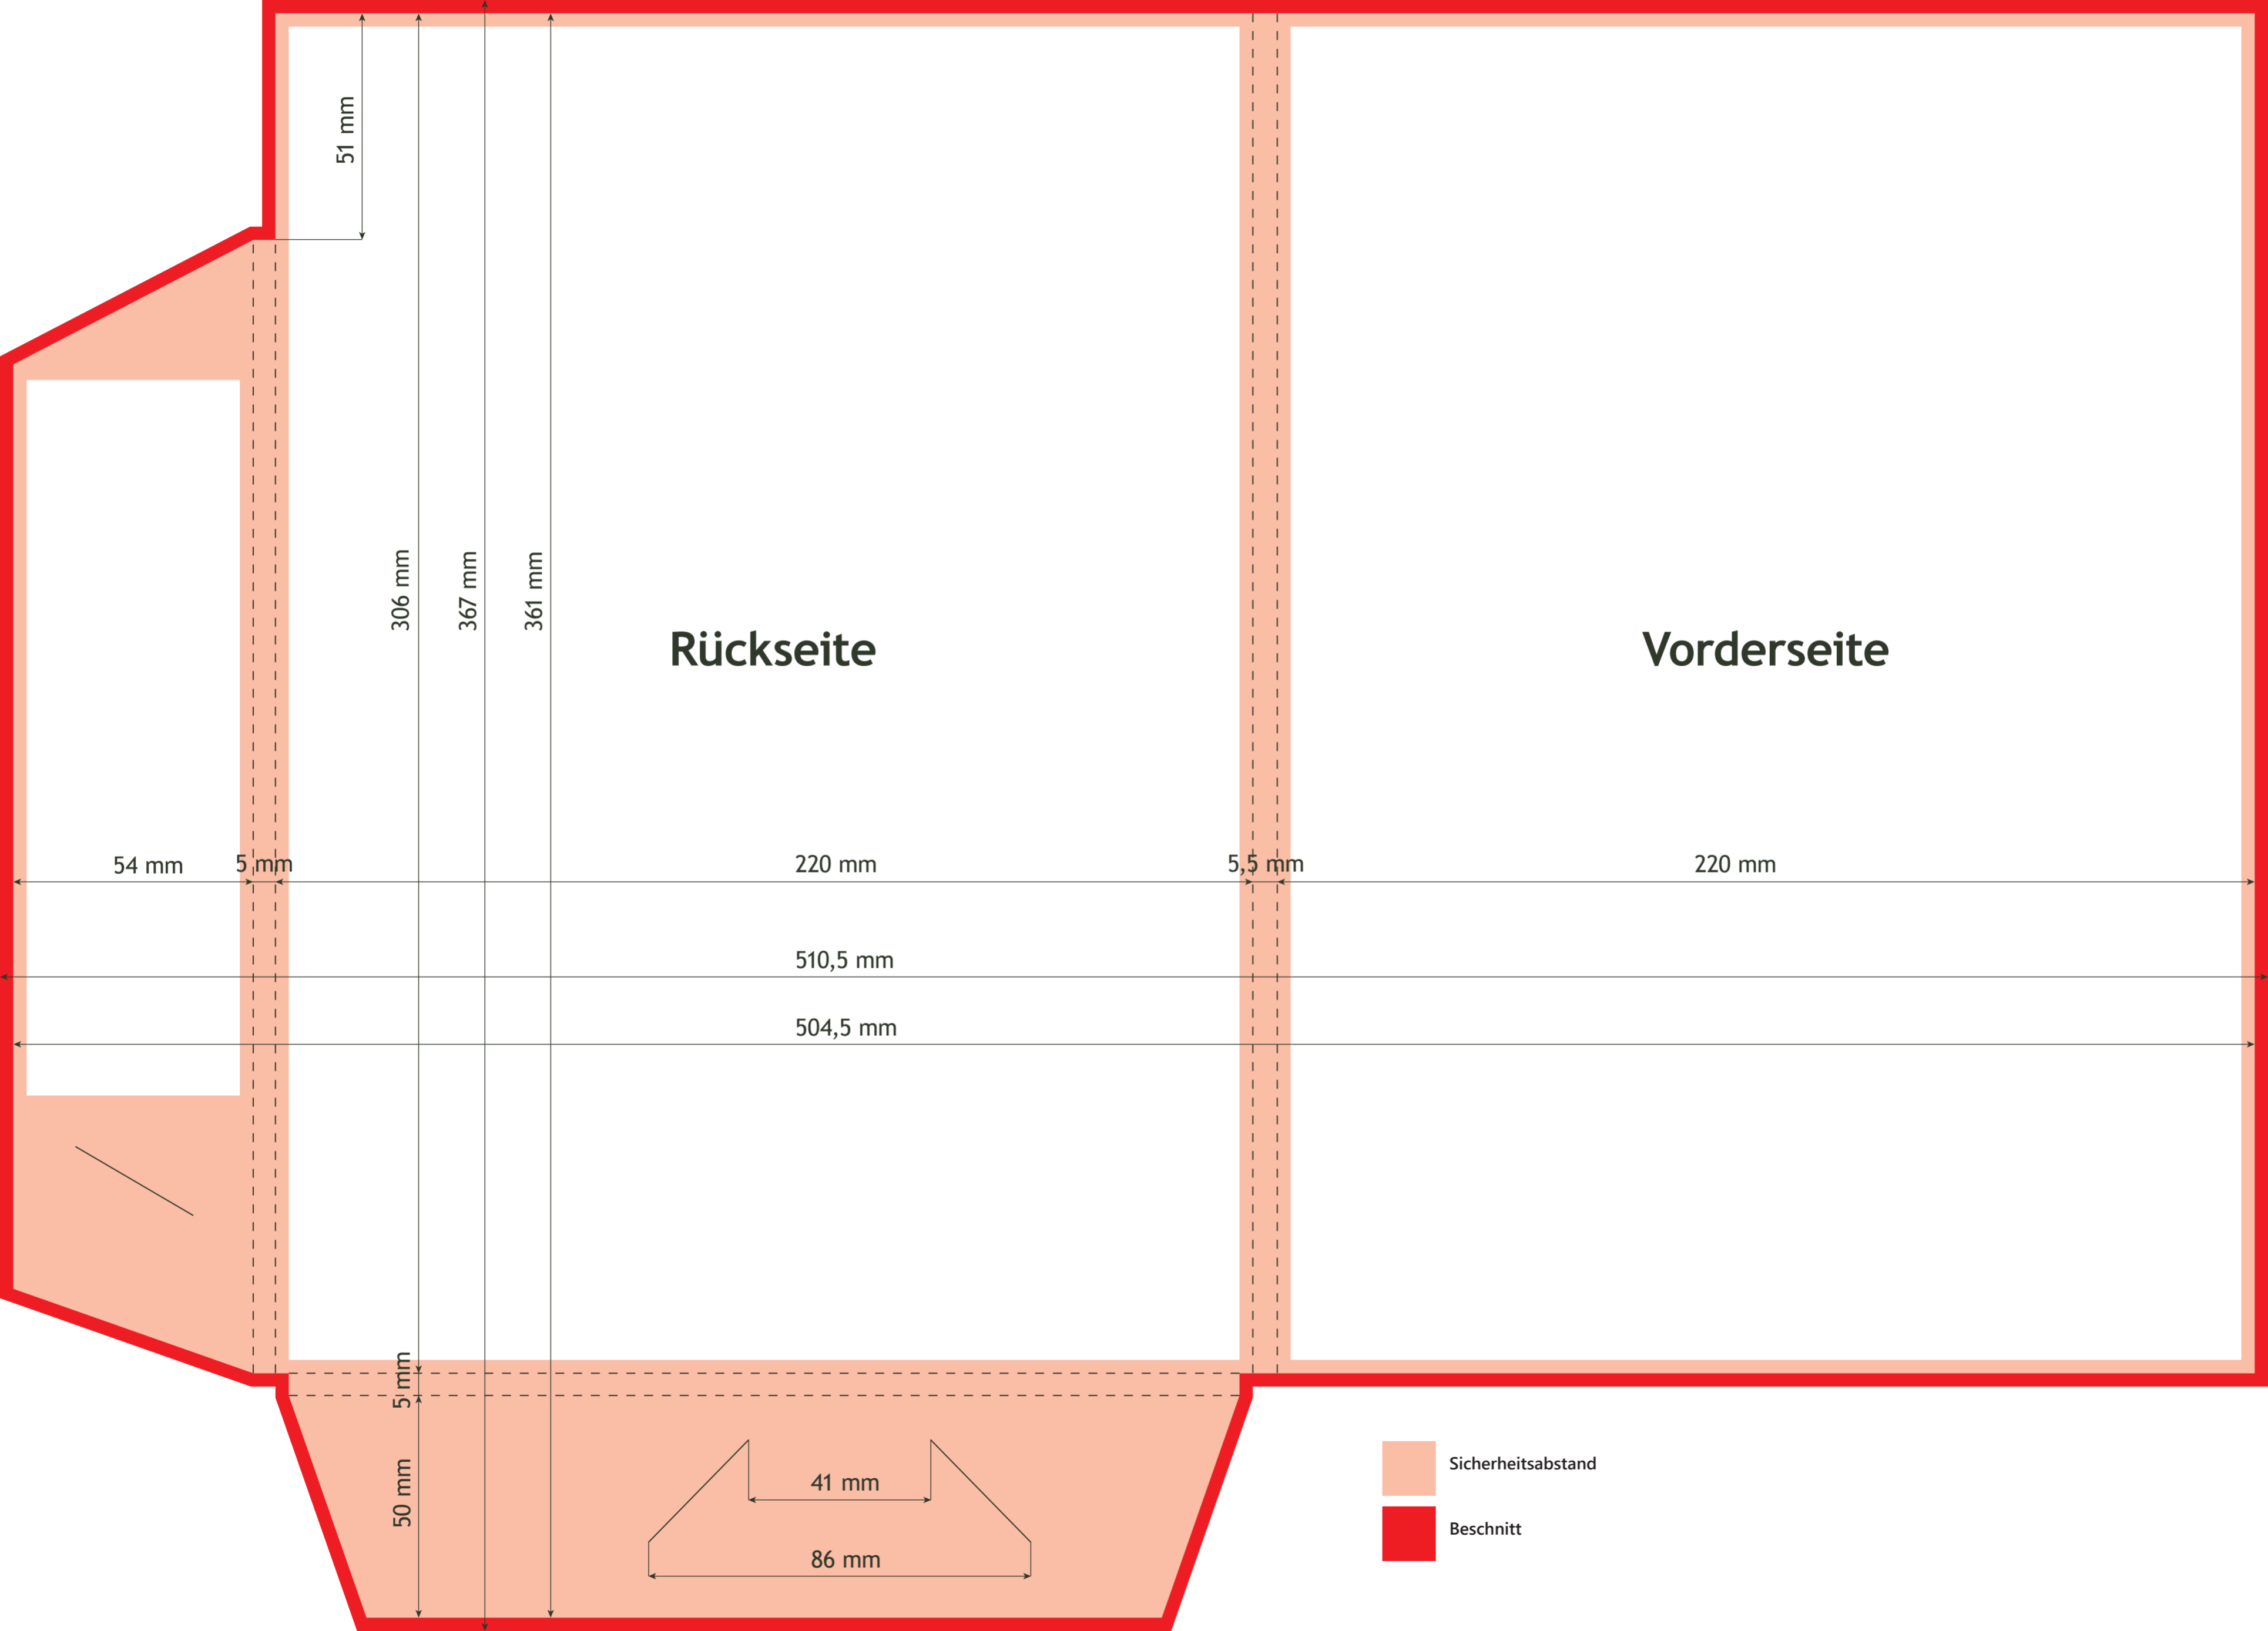 51 mm
306 mm
367 mm
361 mm
Rückseite
Vorderseite
54 mm
5 mm
220 mm
5,5 mm
220 mm
510,5 mm
504,5 mm
5 mm
50 mm
41 mm
86 mm
Sicherheitsabstand
Beschnitt